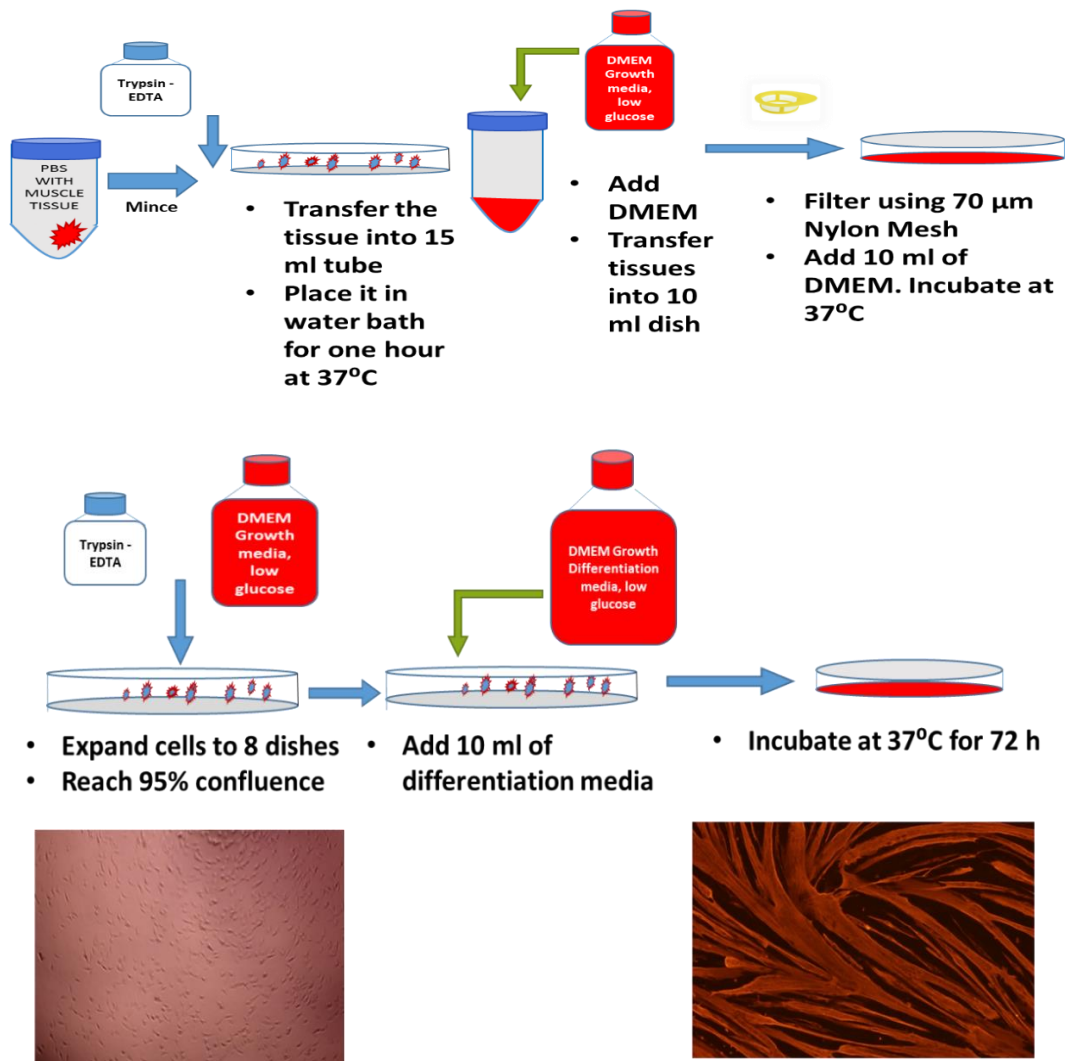 Trypsin -
EDTA
PBS
WITH
MUSCLE
TISSUE
Mince
• Transfer the
tissue into 15
ml tube
• Place it in
water bath
for one hour
at 37⁰C
DMEM
Growth
media,
low
glucose
• Add
DMEM
• Transfer
tissues
into 10
ml dish
• Filter using 70 µm
Nylon Mesh
• Add 10 ml of
DMEM. Incubate at
37⁰C
Trypsin -
EDTA
DMEM
Growth
media,
low
glucose
• Expand cells to 8 dishes
• Reach 95% confluence
DMEM Growth
Differentiation
media, low
glucose
• Add 10 ml of
differentiation media
• Incubate at 37⁰C for 72 h